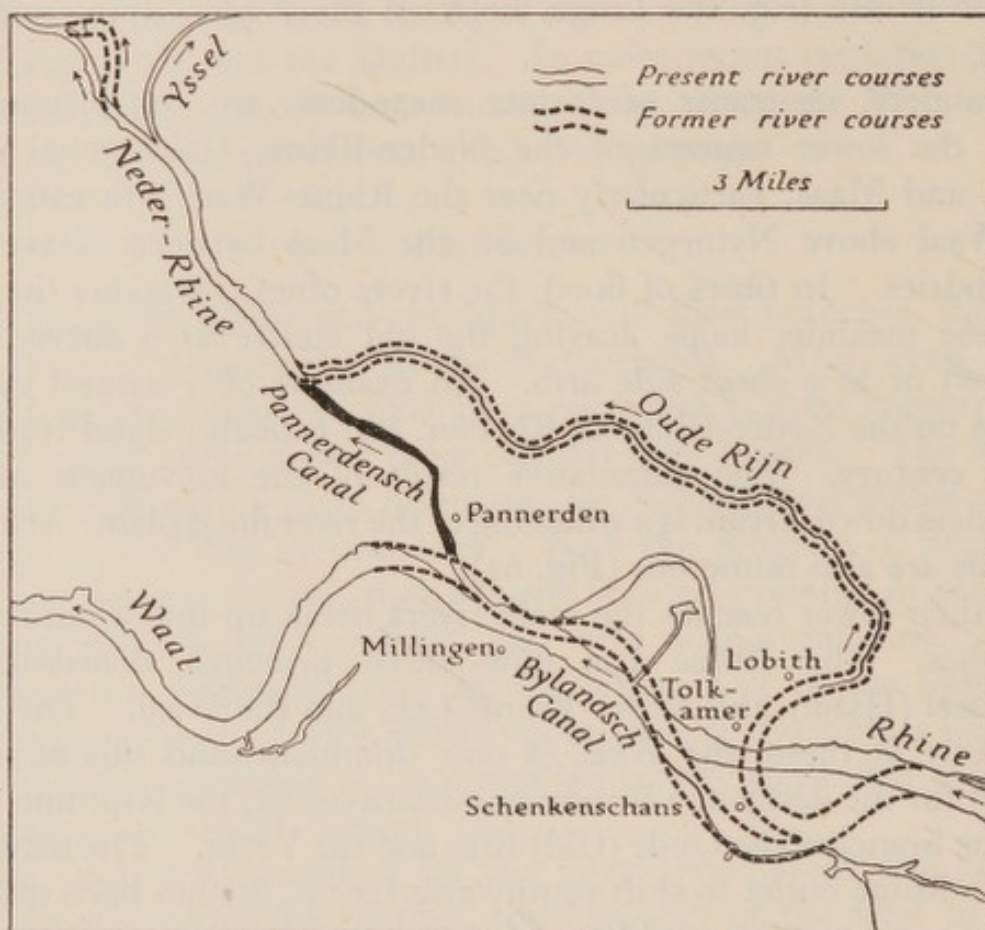 Yssel
Present river courses
Former river courses
3 Miles
Neder-Rhine
Oude Rijn
Pannerdensch
Canal
Pannerden
Waal
Millingen
Bylandsch
Canal
Lobith
Tolk-
amer
Rhine
Schenkenschans